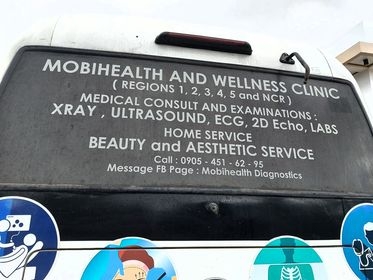 MOBIHEALTH AND WELLNESS CLINIC
( REGIONS 1, 2, 3, 4, 5 and NCR )
MEDICAL CONSULT AND EXAMINATIONS :
XRAY , ULTRASOUND, ECG, 2D Echo, LABS
HOME SERVICE
BEAUTY and AESTHETIC SERVICE
Call : 0905 - 451 - 62 - 95
Message FB Page : Mobihealth Diagnostics